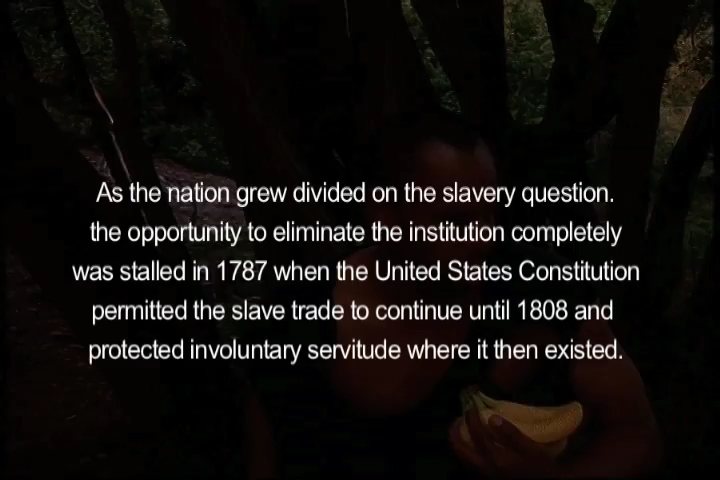 As the nation grew divided on the slavery question.
the opportunity to eliminate the institution completely
was stalled in 1787 when the United States Constitution
permitted the slave trade to continue until 1808 and
protected involuntary servitude where it then existed.